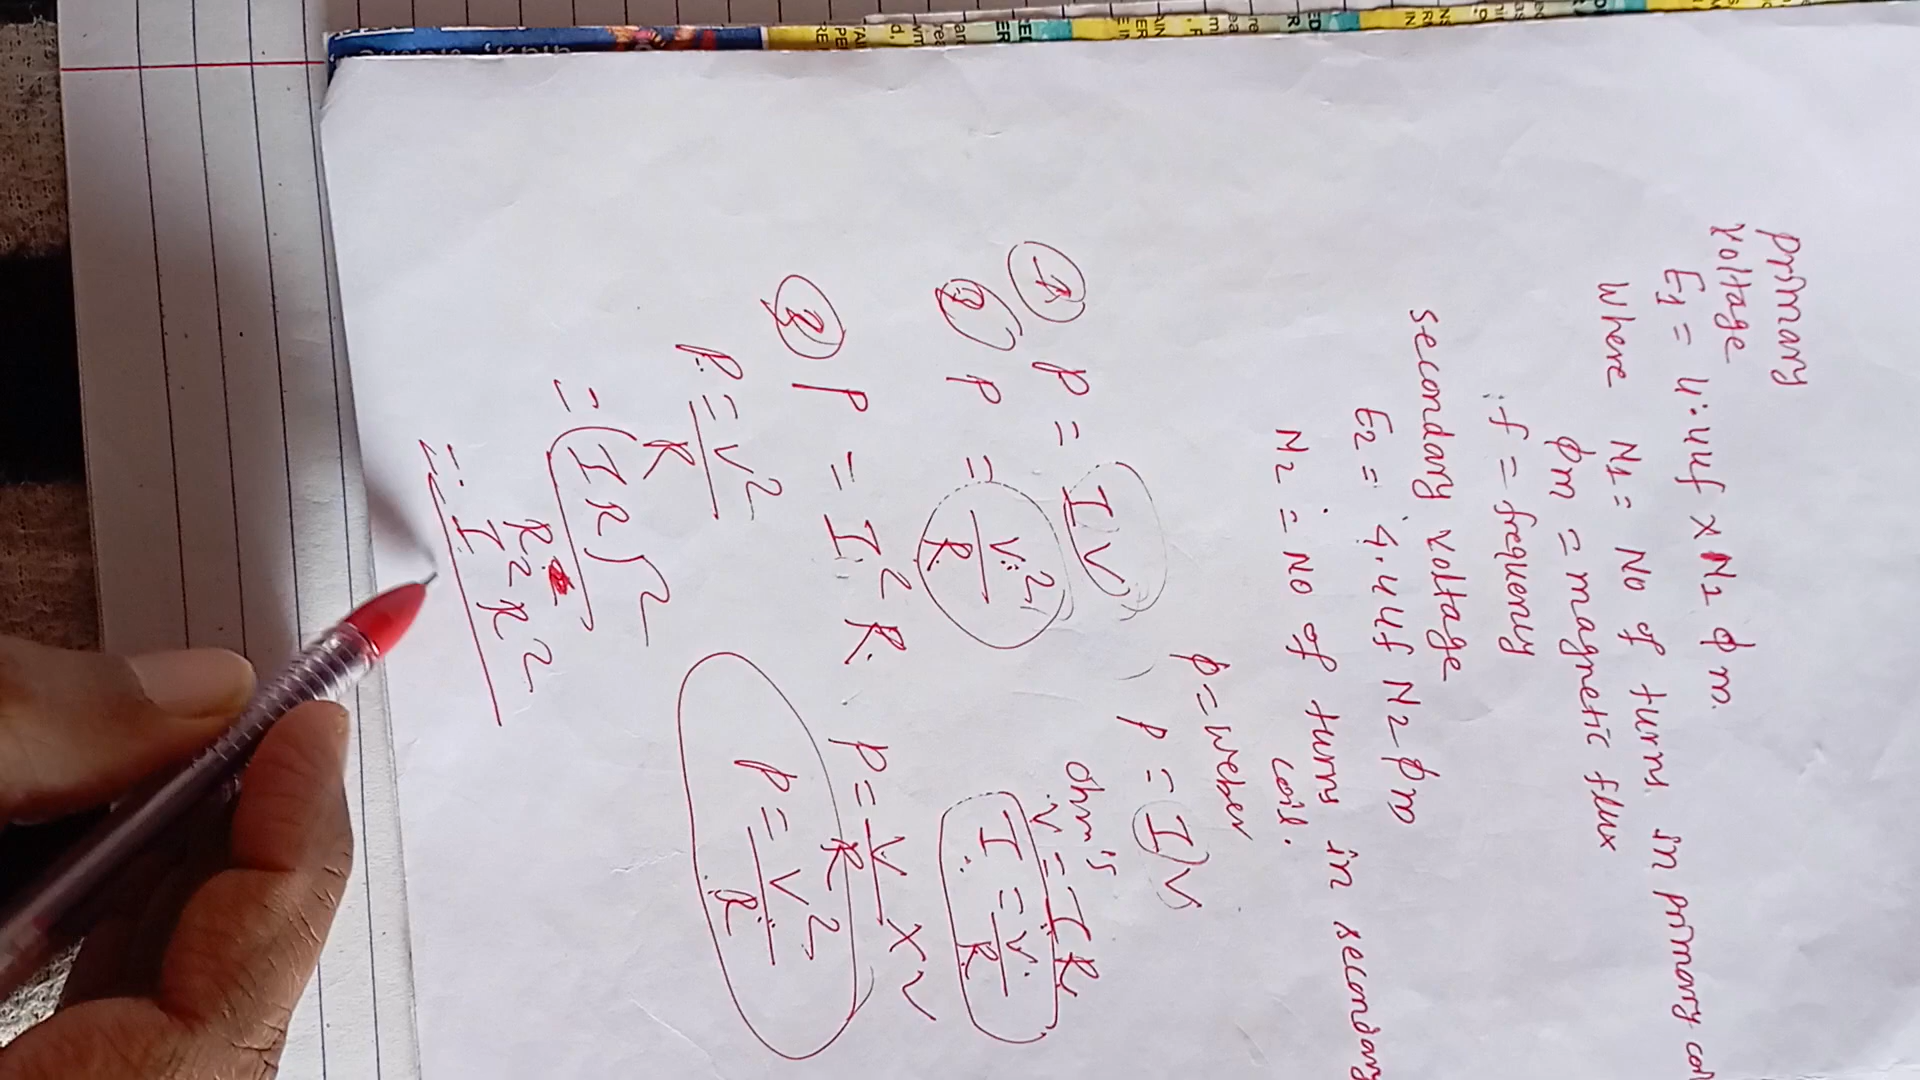 primary
voltage
E1 = 4.44f × N1 φm.
where N1 = No of turns in primary coil
φm = magnetic flux
f = frequency
secondary voltage
E2 = 4.44f N2 φm
N2 = No of turns in secondary
coil.
φ = weber
① P = IV
② P = V²/R
③ P = I²R.
P = V²/R
= (IR)²/R
= I²R²
P = IV
ohm's
V = IR
I = V/R
P = V/R × V
P = V²/R